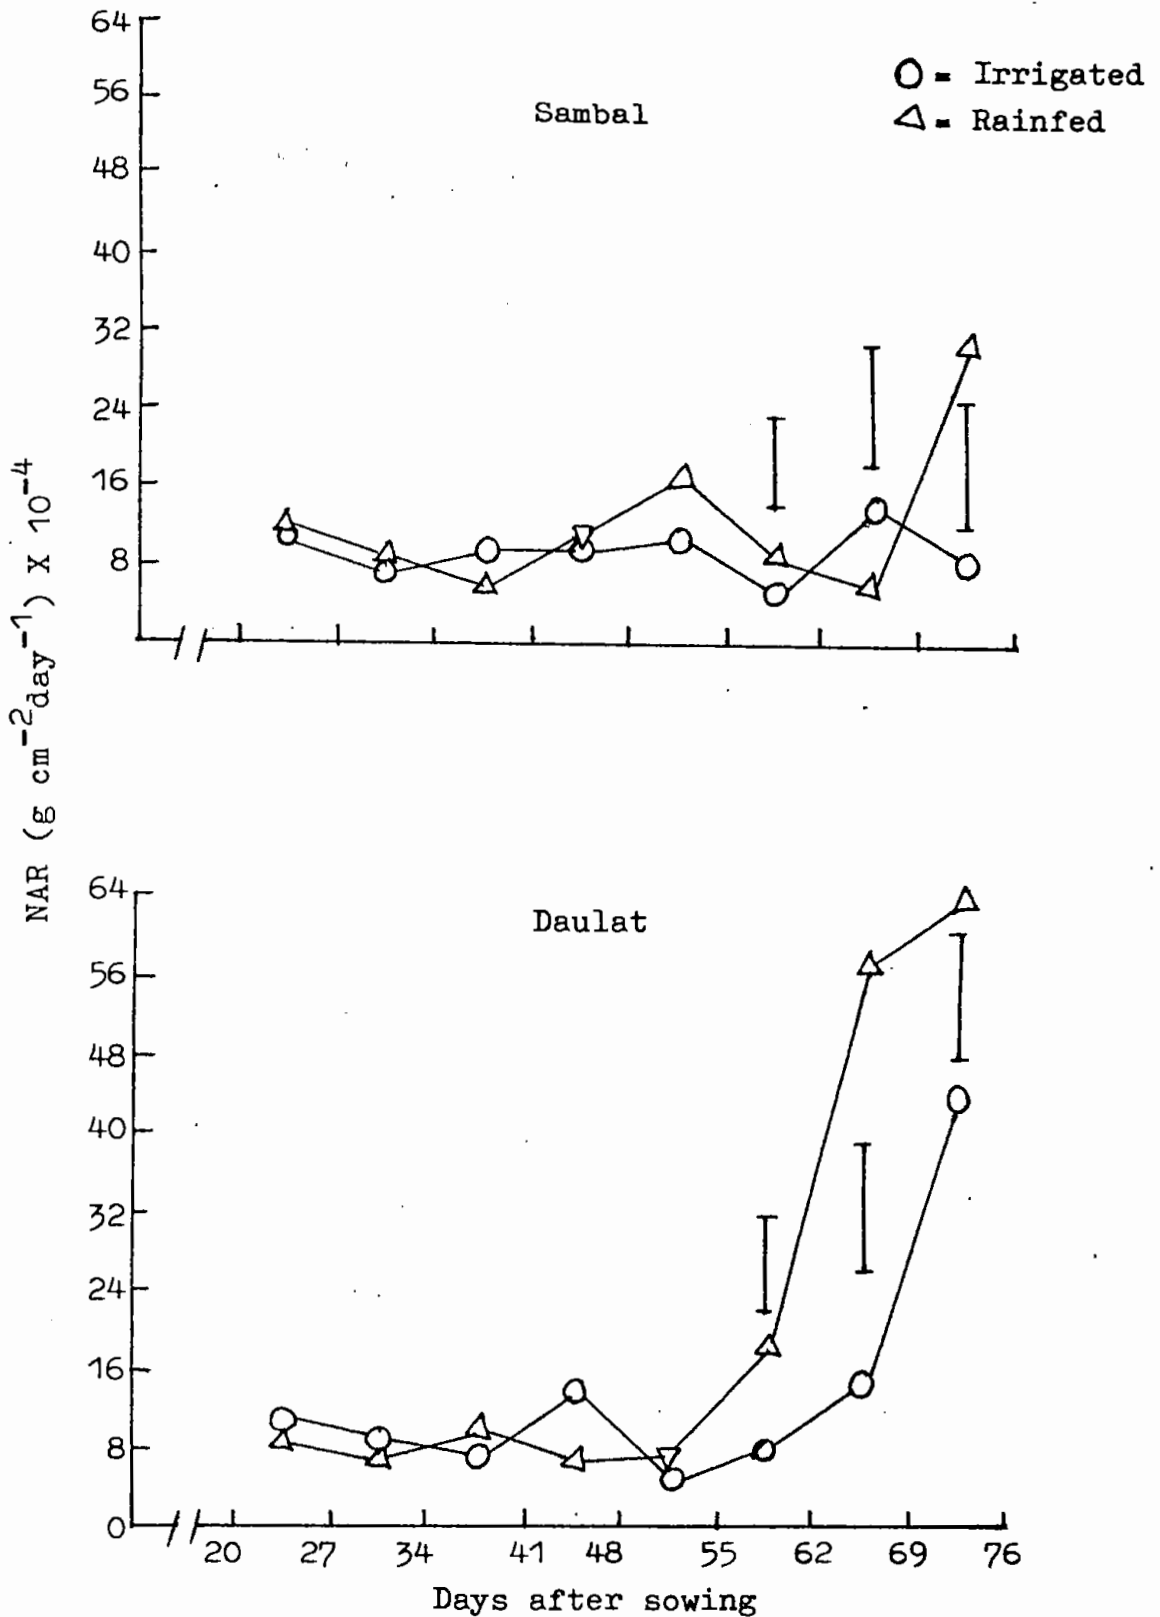 64
56
48
40
32
24
16
8
Sambal
O = Irrigated
△ = Rainfed
NAR (g cm⁻²day⁻¹) X 10⁻⁴
64
56
48
40
32
24
16
8
0
Daulat
20 27 34 41 48 55 62 69 76
Days after sowing